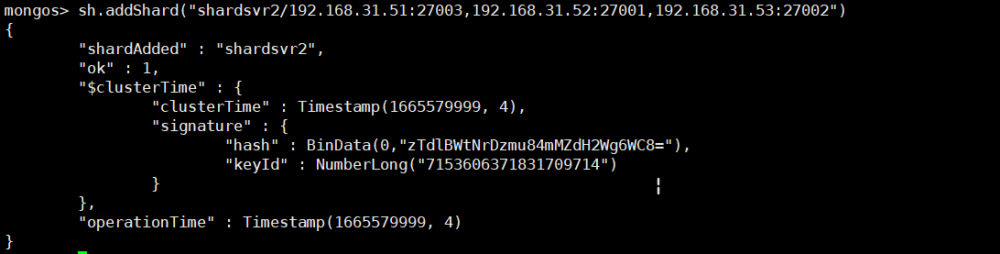 mongos> sh.addShard("shardsvr2/192.168.31.51:27003,192.168.31.52:27001,192.168.31.53:27002")
{
        "shardAdded" : "shardsvr2",
        "ok" : 1,
        "$clusterTime" : {
                "clusterTime" : Timestamp(1665579999, 4),
                "signature" : {
                        "hash" : BinData(0,"zTdlBWtNrDzmu84mMZdH2Wg6WC8="),
                        "keyId" : NumberLong("7153606371831709714")
                }
        },
        "operationTime" : Timestamp(1665579999, 4)
}